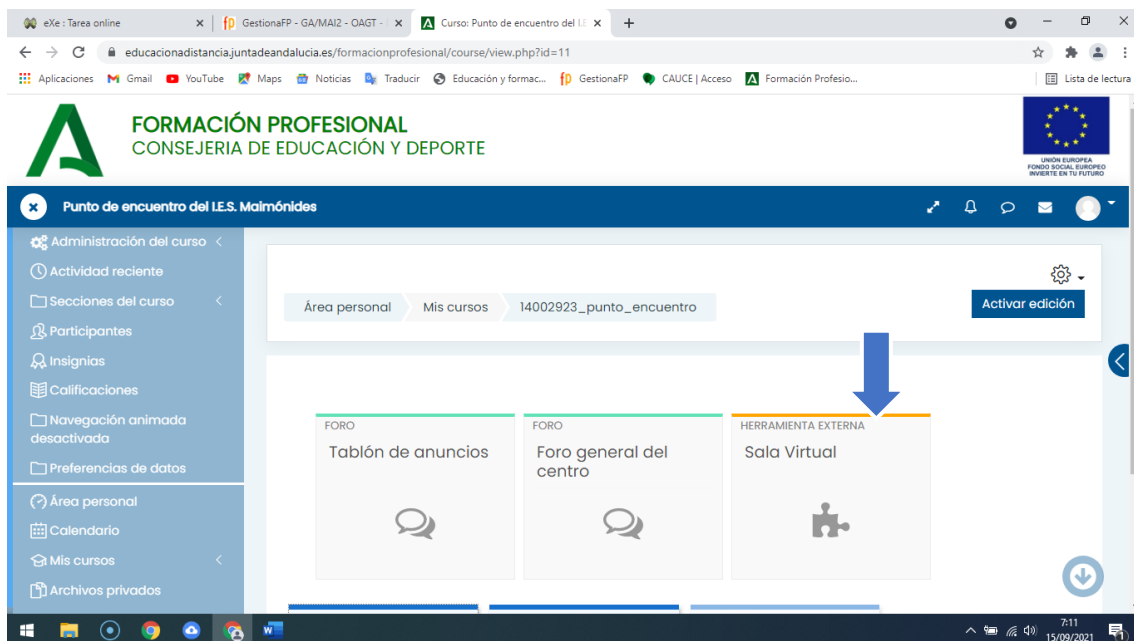 eXe : Tarea online
GestionaFP - GA/MAI2 - OAGT -
Curso: Punto de encuentro del I.E
educacionadistancia.juntadeandalucia.es/formacionprofesional/course/view.php?id=11
Aplicaciones Gmail YouTube Maps Noticias Traducir Educación y formac... GestionaFP CAUCE | Acceso Formación Profesio... Lista de lectura
FORMACIÓN PROFESIONAL
CONSEJERIA DE EDUCACIÓN Y DEPORTE
UNIÓN EUROPEA
FONDO SOCIAL EUROPEO
INVIERTE EN TU FUTURO
Punto de encuentro del I.E.S. Maimónides
Administración del curso
Actividad reciente
Secciones del curso
Participantes
Insignias
Calificaciones
Navegación animada
desactivada
Preferencias de datos
Área personal
Calendario
Mis cursos
Archivos privados
Área personal Mis cursos 14002923_punto_encuentro
Activar edición
FORO
Tablón de anuncios
FORO
Foro general del
centro
HERRAMIENTA EXTERNA
Sala Virtual
7:11
15/09/2021